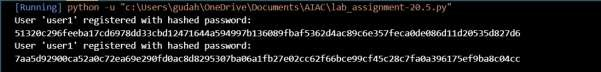 [Running] python -u "c:\Users\gudah\OneDrive\Documents\AIAC\lab_assignment-20.5.py"
User 'user1' registered with hashed password:
51320c296feeba17cd6978dd33cbd12471644a594997b136089fbaf5362d4ac89c6e357feca0de086d11d20535d827d6
User 'user1' registered with hashed password:
7aa5d92900ca52a0c72ea69e290fd0ac8d8295307ba06a1fb27e02cc62f66bce99cf45c28c7fa0a396175ef9ba8c04cc